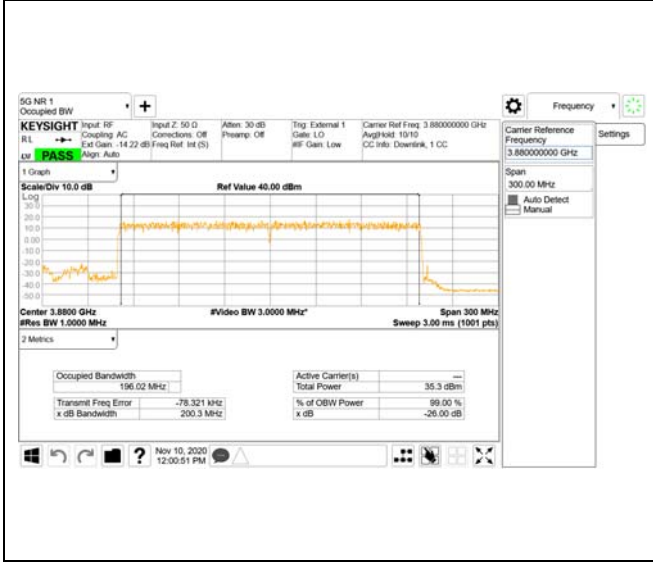 5G NR 1
Occupied BW
Frequency
KEYSIGHT
R L
PASS
Input: RF
Coupling: AC
Ext Gain: -14.22 dB
Align: Auto
Input Z: 50 Ω
Corrections: Off
Freq Ref: Int (S)
Atten: 30 dB
Preamp: Off
Trig: External 1
Gate: LO
#IF Gain: Low
Carrier Ref Freq: 3.880000000 GHz
Avg|Hold: 10/10
CC Info: Downlink, 1 CC
Carrier Reference
Frequency
3.880000000 GHz
Settings
Span
300.00 MHz
Auto Detect
Manual
1 Graph
Scale/Div 10.0 dB
Ref Value 40.00 dBm
Log
30.0
20.0
10.0
0.00
-10.0
-20.0
-30.0
-40.0
-50.0
Center 3.8800 GHz
#Video BW 3.0000 MHz*
Span 300 MHz
#Res BW 1.0000 MHz
Sweep 3.00 ms (1001 pts)
2 Metrics
Occupied Bandwidth
196.02 MHz
Transmit Freq Error
-78.321 kHz
x dB Bandwidth
200.3 MHz
Active Carrier(s)
---
Total Power
35.3 dBm
% of OBW Power
99.00 %
x dB
-26.00 dB
?
Nov 10, 2020
12:00:51 PM